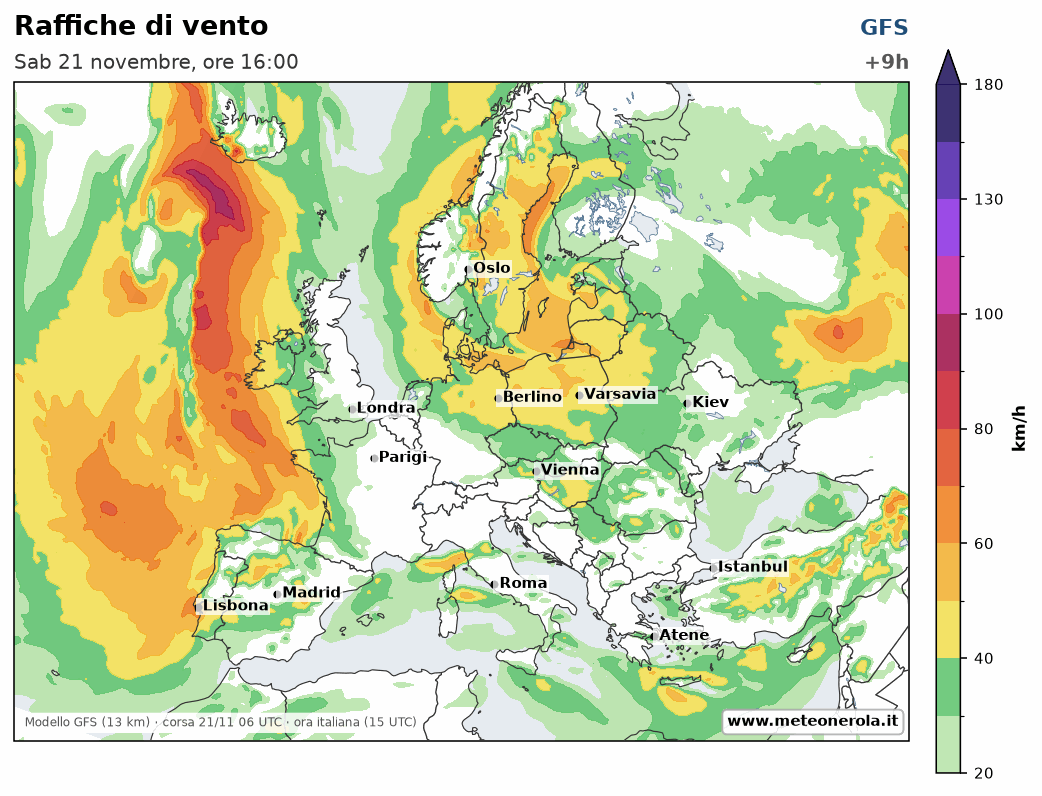 Raffiche di vento
GFS
Sab 21 novembre, ore 16:00
+9h
180
130
100
80
60
40
20
km/h
Oslo
Londra
Berlino
Varsavia
Kiev
Parigi
Vienna
Istanbul
Roma
Madrid
Lisbona
Atene
Modello GFS (13 km) · corsa 21/11 06 UTC · ora italiana (15 UTC)
www.meteonerola.it